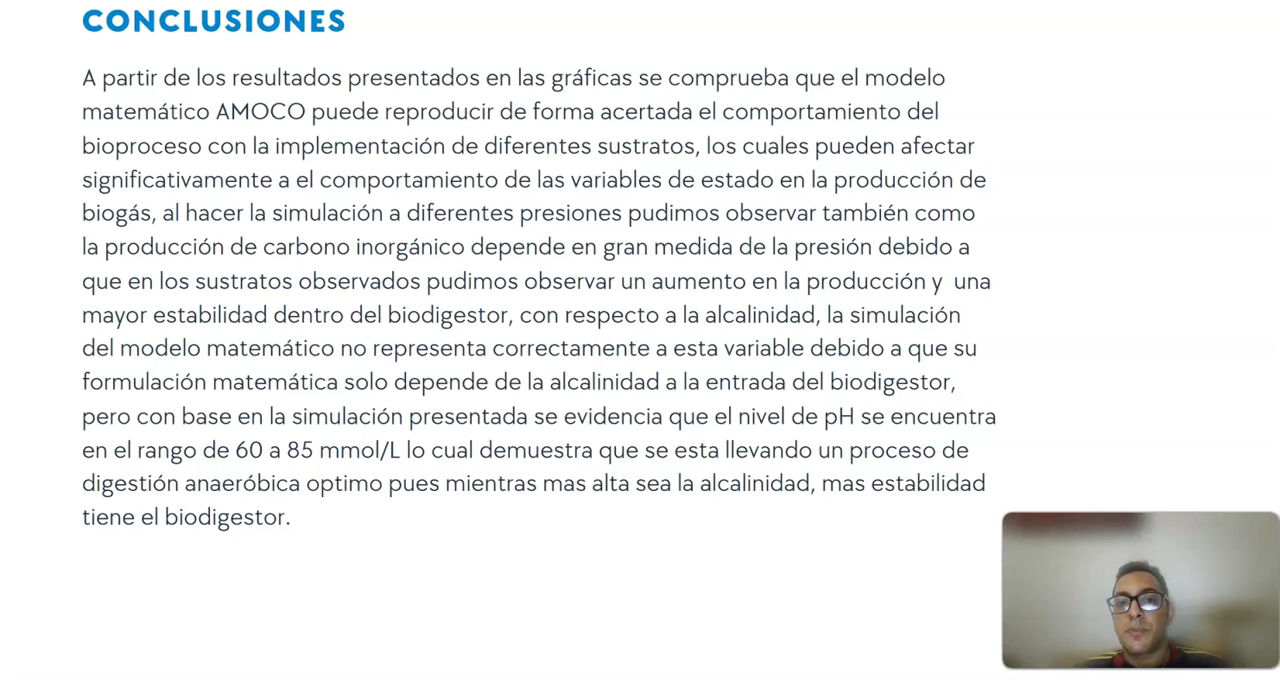 CONCLUSIONES
A partir de los resultados presentados en las gráficas se comprueba que el modelo
matemático AMOCO puede reproducir de forma acertada el comportamiento del
bioproceso con la implementación de diferentes sustratos, los cuales pueden afectar
significativamente a el comportamiento de las variables de estado en la producción de
biogás, al hacer la simulación a diferentes presiones pudimos observar también como
la producción de carbono inorgánico depende en gran medida de la presión debido a
que en los sustratos observados pudimos observar un aumento en la producción y  una
mayor estabilidad dentro del biodigestor, con respecto a la alcalinidad, la simulación
del modelo matemático no representa correctamente a esta variable debido a que su
formulación matemática solo depende de la alcalinidad a la entrada del biodigestor,
pero con base en la simulación presentada se evidencia que el nivel de pH se encuentra
en el rango de 60 a 85 mmol/L lo cual demuestra que se esta llevando un proceso de
digestión anaeróbica optimo pues mientras mas alta sea la alcalinidad, mas estabilidad
tiene el biodigestor.